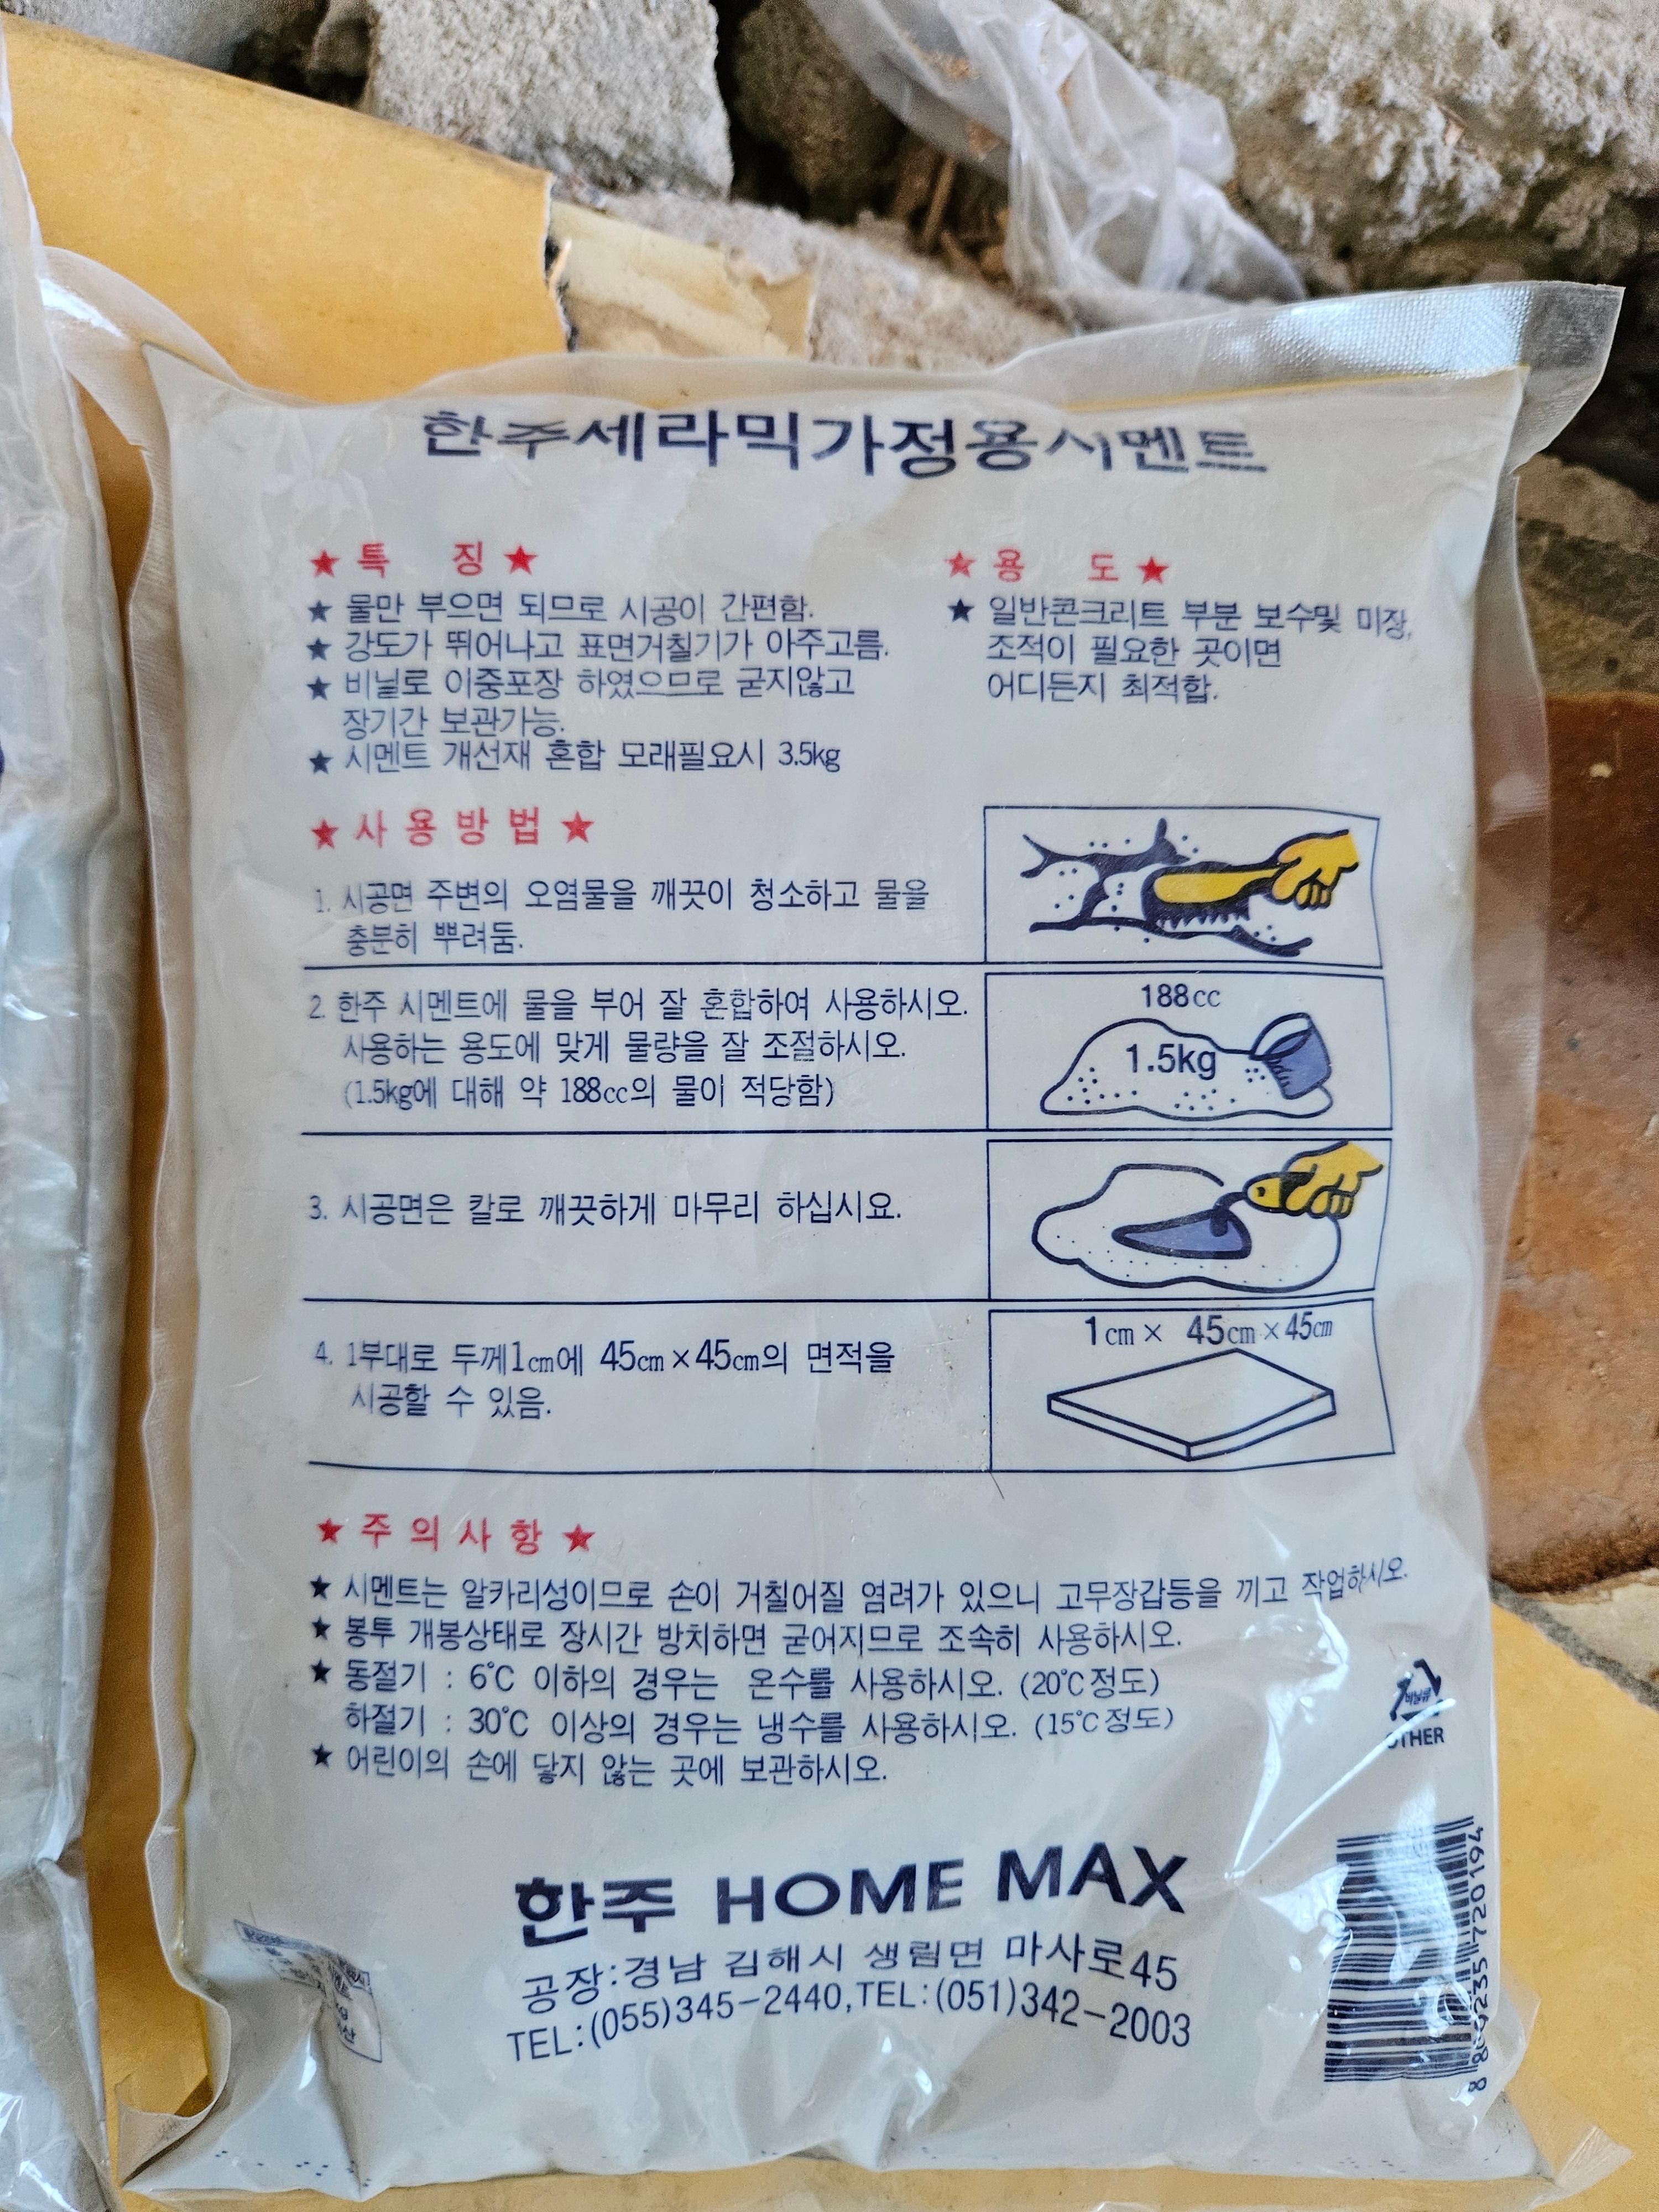 한주세라믹가정용시멘트
★ 특 징 ★
★ 물만 부으면 되므로 시공이 간편함.
★ 강도가 뛰어나고 표면거칠기가 아주고름.
★ 비닐로 이중포장 하였으므로 굳지않고
장기간 보관가능.
★ 시멘트 개선재 혼합 모래필요시 3.5kg
★ 용 도 ★
★ 일반콘크리트 부분 보수및 미장,
조적이 필요한 곳이면
어디든지 최적합.
★ 사 용 방 법 ★
1. 시공면 주변의 오염물을 깨끗이 청소하고 물을
충분히 뿌려둠.
2. 한주 시멘트에 물을 부어 잘 혼합하여 사용하시오.
사용하는 용도에 맞게 물량을 잘 조절하시오.
(1.5kg에 대해 약 188cc의 물이 적당함)
188cc
1.5kg
3. 시공면은 칼로 깨끗하게 마무리 하십시요.
4. 1부대로 두께1cm에 45cm×45cm의 면적을
시공할 수 있음.
1cm× 45cm×45cm
★ 주 의 사 항 ★
★ 시멘트는 알카리성이므로 손이 거칠어질 염려가 있으니 고무장갑등을 끼고 작업하시오.
★ 봉투 개봉상태로 장시간 방치하면 굳어지므로 조속히 사용하시오.
★ 동절기 : 6℃ 이하의 경우는 온수를 사용하시오. (20℃정도)
하절기 : 30℃ 이상의 경우는 냉수를 사용하시오. (15℃정도)
★ 어린이의 손에 닿지 않는 곳에 보관하시오.
비닐류
OTHER
한주 HOME MAX
공장:경남 김해시 생림면 마사로45
TEL:(055)345-2440,TEL:(051)342-2003